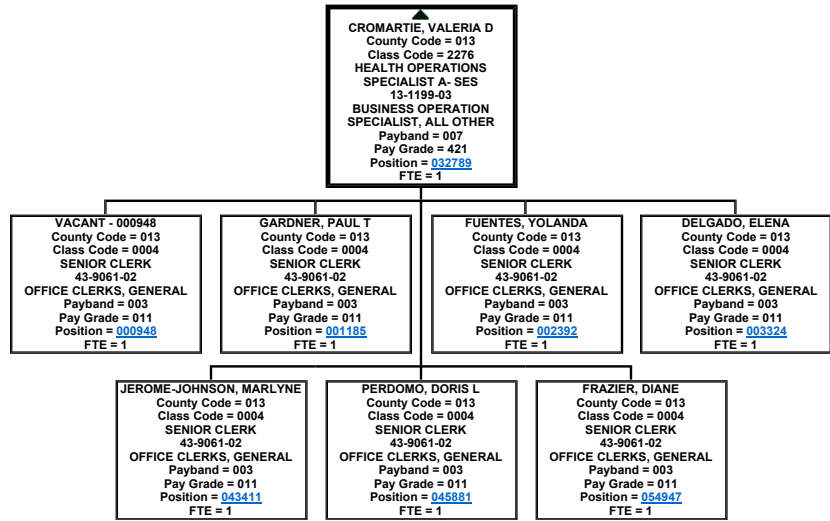 CROMARTIE, VALERIA D
County Code = 013
Class Code = 2276
HEALTH OPERATIONS
SPECIALIST A- SES
13-1199-03
BUSINESS OPERATION
SPECIALIST, ALL OTHER
Payband = 007
Pay Grade = 421
Position = 032789
FTE = 1
VACANT - 000948
County Code = 013
Class Code = 0004
SENIOR CLERK
43-9061-02
OFFICE CLERKS, GENERAL
Payband = 003
Pay Grade = 011
Position = 000948
FTE = 1
GARDNER, PAUL T
County Code = 013
Class Code = 0004
SENIOR CLERK
43-9061-02
OFFICE CLERKS, GENERAL
Payband = 003
Pay Grade = 011
Position = 001185
FTE = 1
FUENTES, YOLANDA
County Code = 013
Class Code = 0004
SENIOR CLERK
43-9061-02
OFFICE CLERKS, GENERAL
Payband = 003
Pay Grade = 011
Position = 002392
FTE = 1
DELGADO, ELENA
County Code = 013
Class Code = 0004
SENIOR CLERK
43-9061-02
OFFICE CLERKS, GENERAL
Payband = 003
Pay Grade = 011
Position = 003324
FTE = 1
JEROME-JOHNSON, MARLYNE
County Code = 013
Class Code = 0004
SENIOR CLERK
43-9061-02
OFFICE CLERKS, GENERAL
Payband = 003
Pay Grade = 011
Position = 043411
FTE = 1
PERDOMO, DORIS L
County Code = 013
Class Code = 0004
SENIOR CLERK
43-9061-02
OFFICE CLERKS, GENERAL
Payband = 003
Pay Grade = 011
Position = 045881
FTE = 1
FRAZIER, DIANE
County Code = 013
Class Code = 0004
SENIOR CLERK
43-9061-02
OFFICE CLERKS, GENERAL
Payband = 003
Pay Grade = 011
Position = 054947
FTE = 1